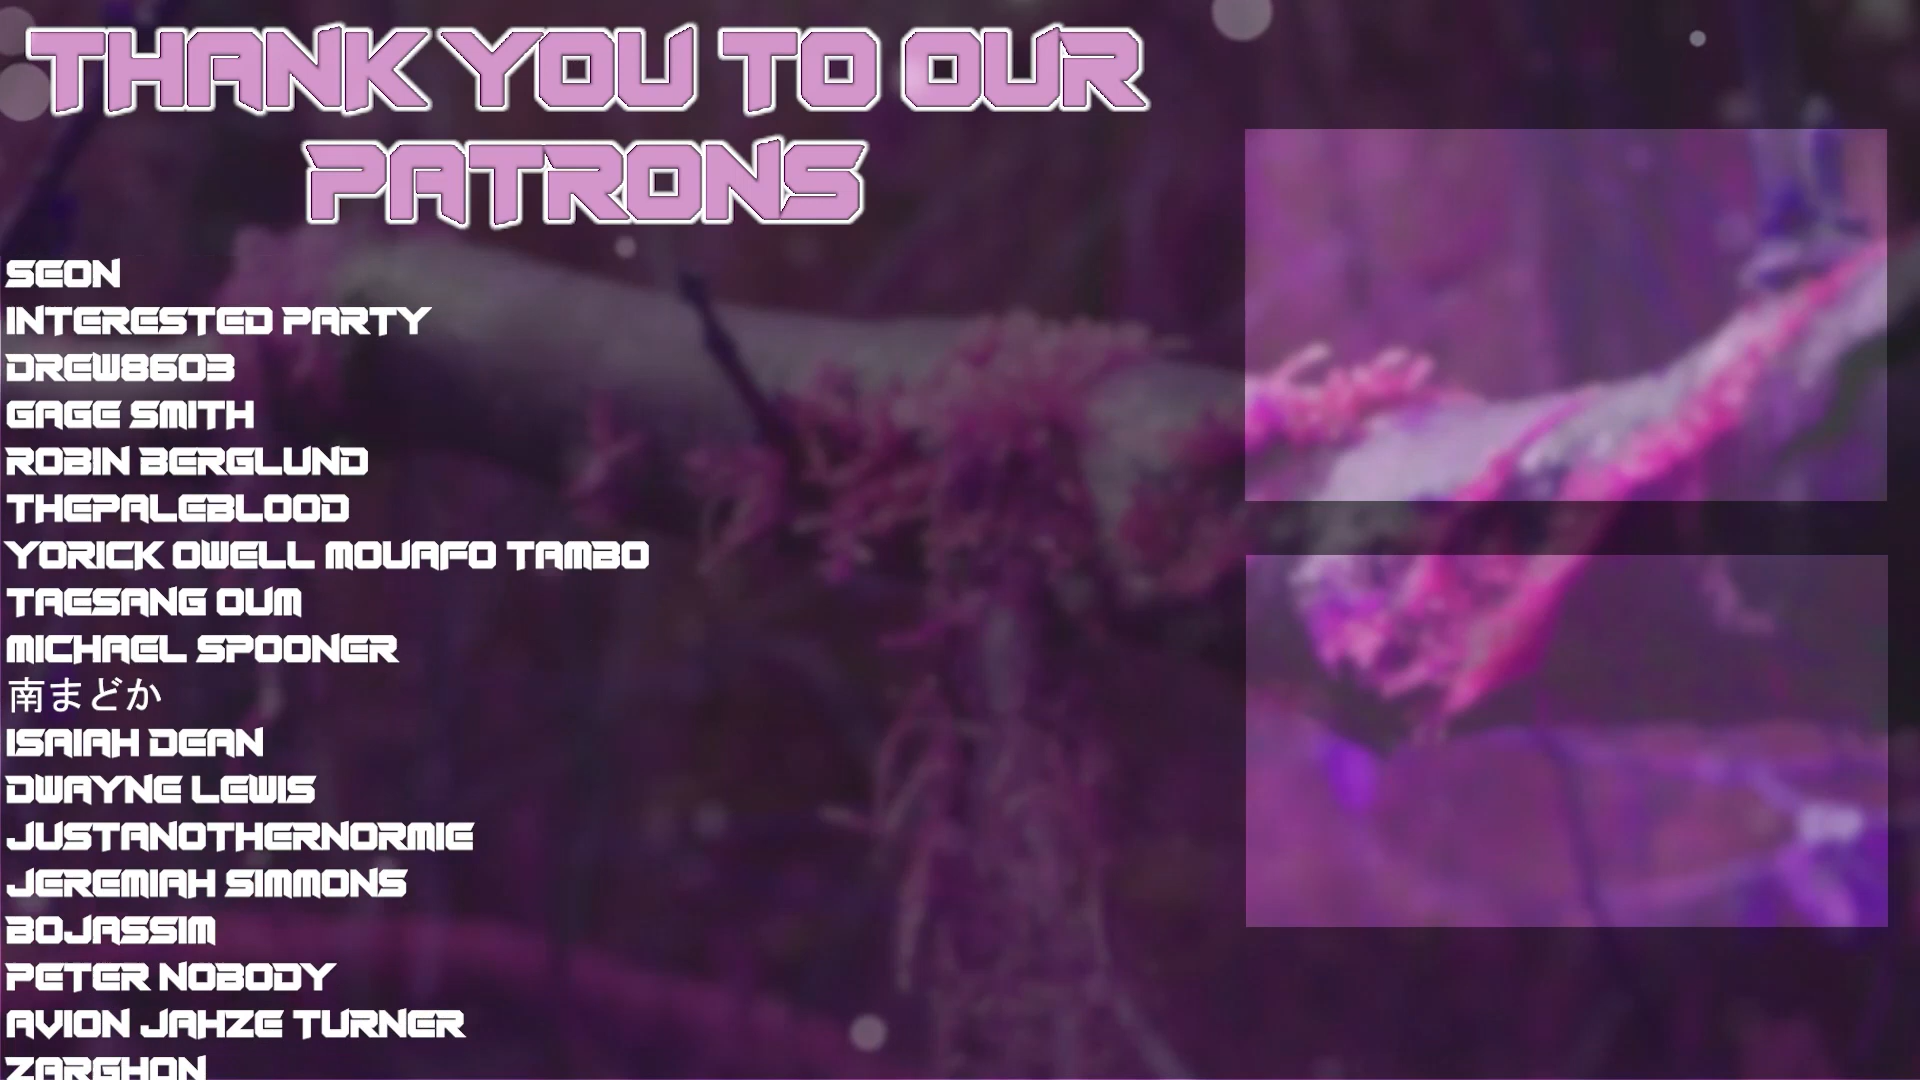 THANK YOU TO OUR
PATRONS
SEON
INTERESTED PARTY
DREW8603
GAGE SMITH
ROBIN BERGLUND
THEPALEBLOOD
YORICK OWELL MOUAFO TAMBO
TAESANG OUM
MICHAEL SPOONER
南まどか
ISAIAH DEAN
DWAYNE LEWIS
JUSTANOTHERNORMIE
JEREMIAH SIMMONS
BOJASSIM
PETER NOBODY
AVION JAHZE TURNER
ZARGHON